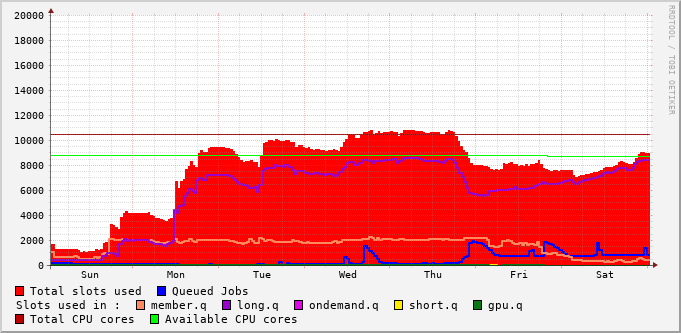 20000
18000
16000
14000
12000
10000
8000
6000
4000
2000
0
Sun Mon Tue Wed Thu Fri Sat
RRDTOOL / TOBI OETIKER
Total slots used Queued Jobs
Slots used in : member.q long.q ondemand.q short.q gpu.q
Total CPU cores Available CPU cores